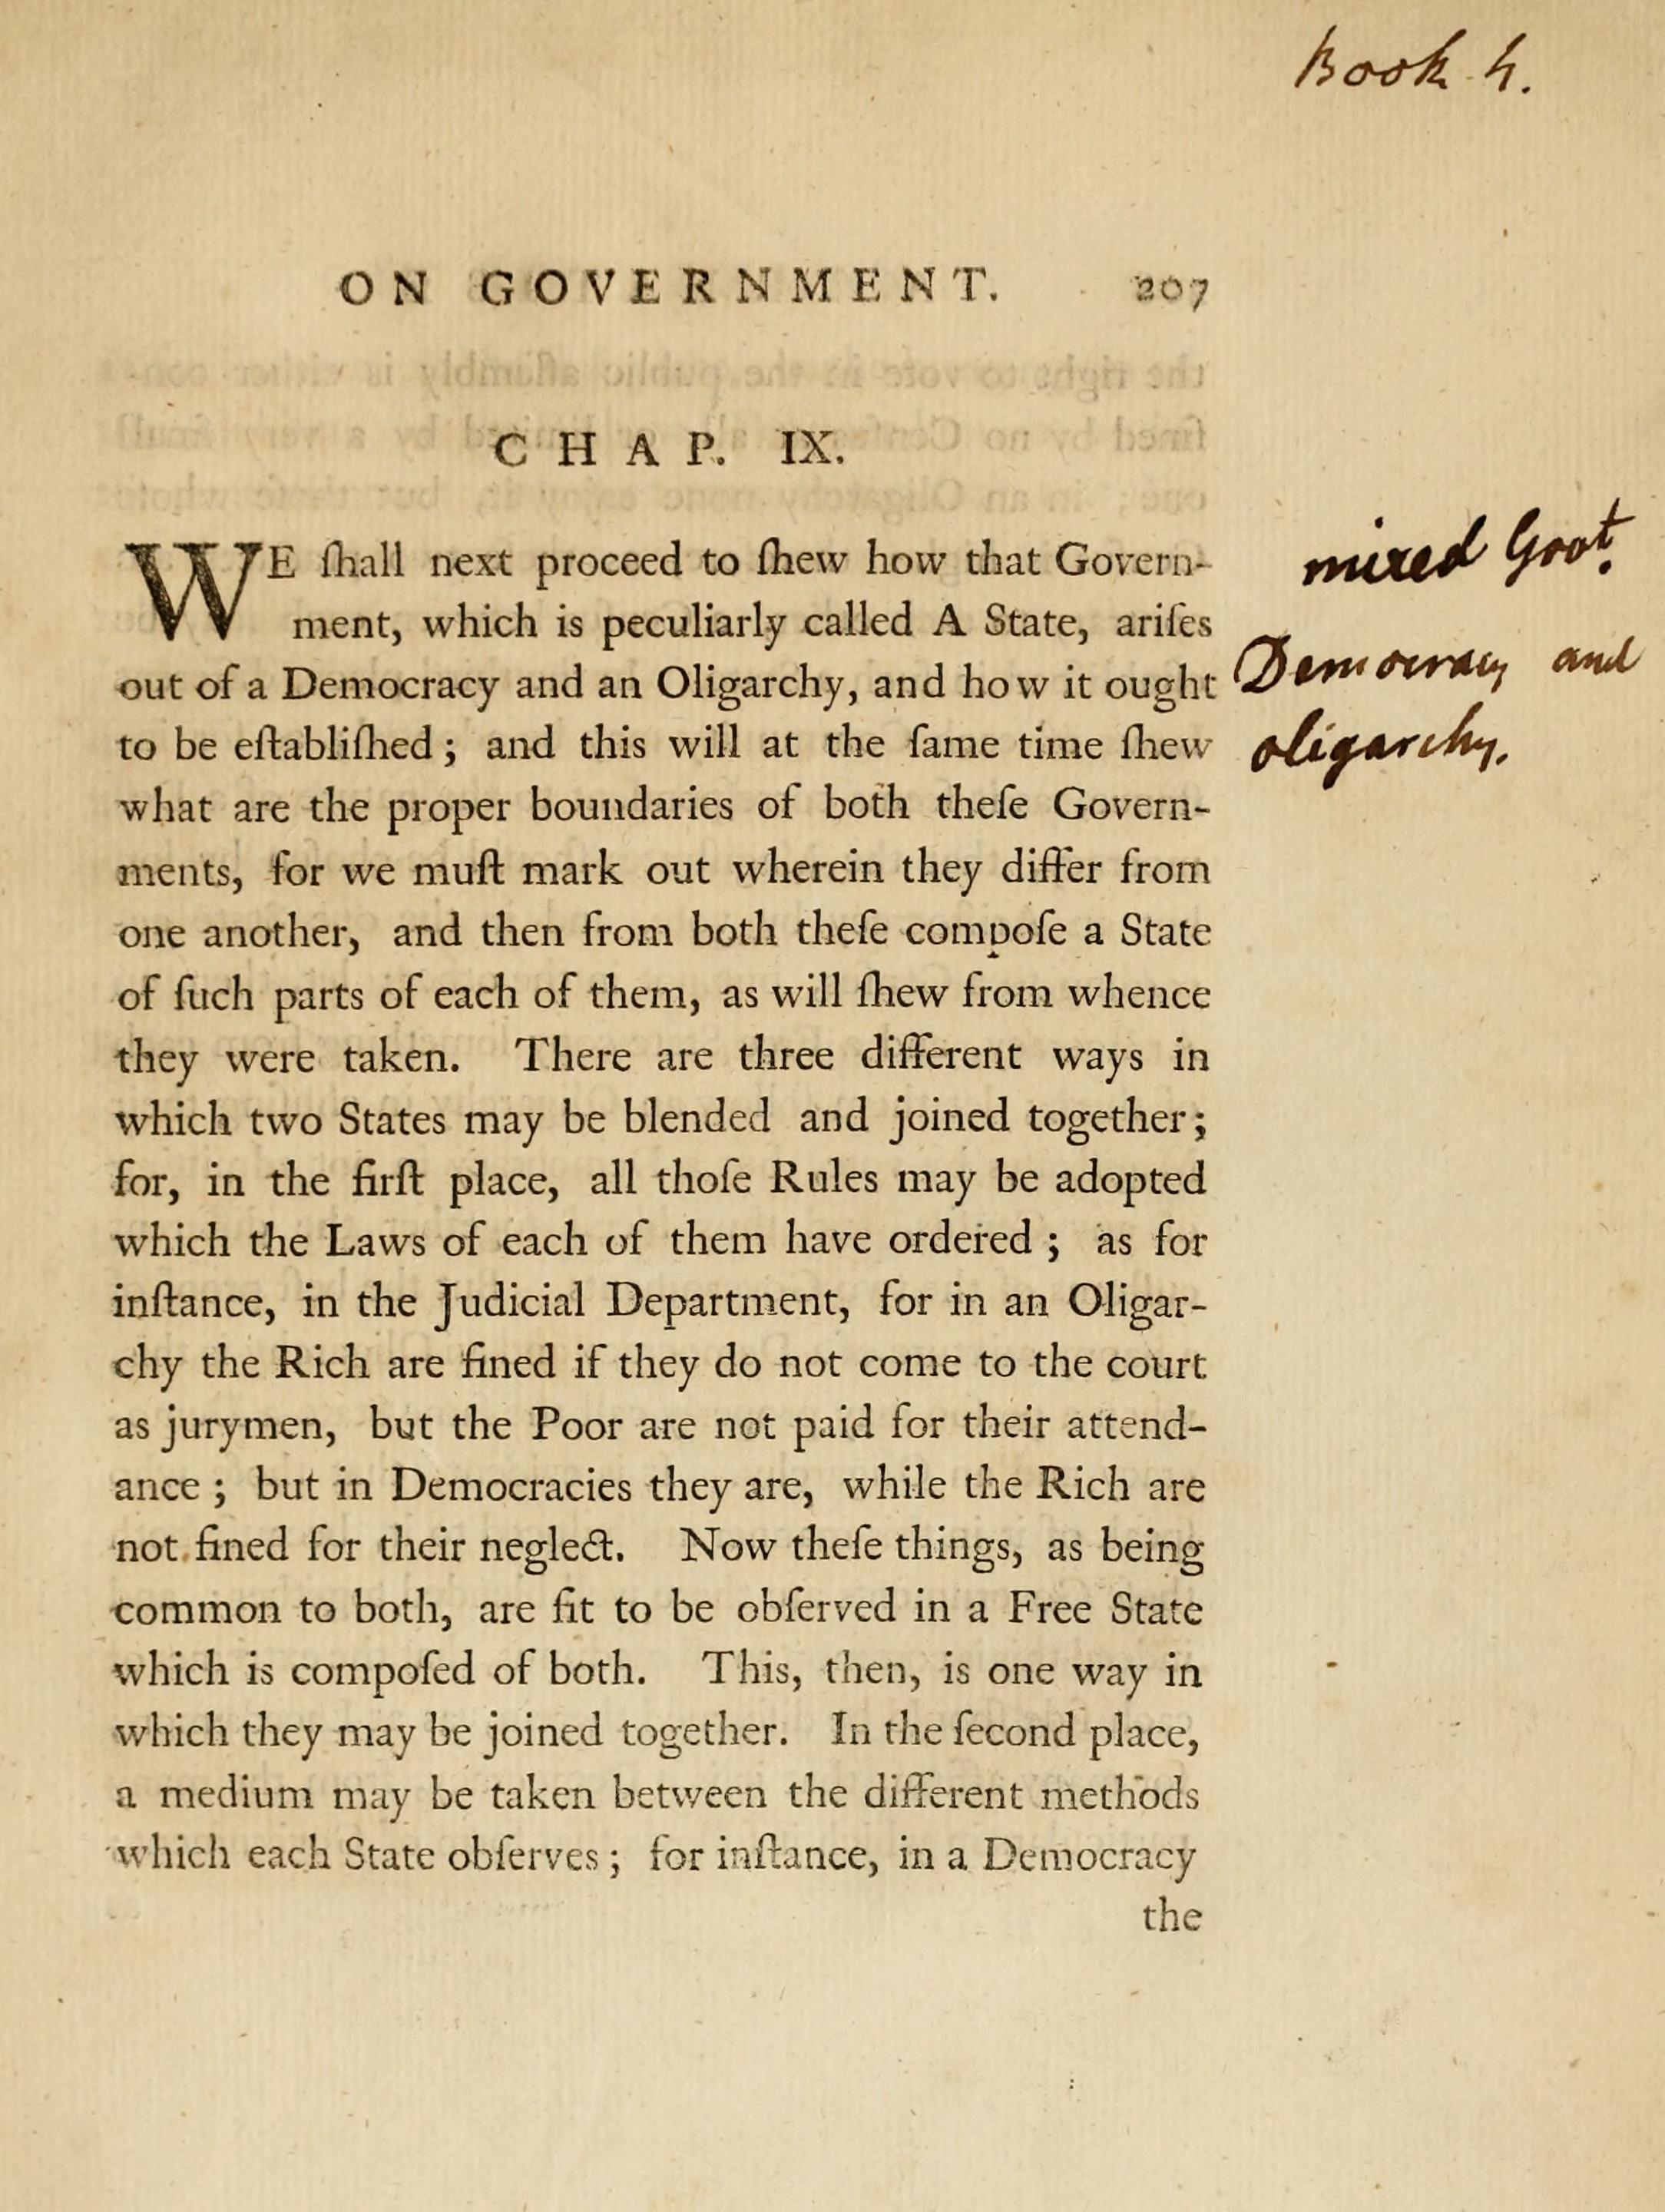 Book 4.
ON GOVERNMENT. 207
CHAP. IX.
WE ſhall next proceed to ſhew how that Govern-
ment, which is peculiarly called A State, ariſes
out of a Democracy and an Oligarchy, and how it ought
to be eſtabliſhed; and this will at the ſame time ſhew
what are the proper boundaries of both theſe Govern-
ments, for we muſt mark out wherein they differ from
one another, and then from both theſe compoſe a State
of ſuch parts of each of them, as will ſhew from whence
they were taken. There are three different ways in
which two States may be blended and joined together;
for, in the firſt place, all thoſe Rules may be adopted
which the Laws of each of them have ordered; as for
inſtance, in the Judicial Department, for in an Oligar-
chy the Rich are fined if they do not come to the court
as jurymen, but the Poor are not paid for their attend-
ance; but in Democracies they are, while the Rich are
not fined for their neglect. Now theſe things, as being
common to both, are fit to be obſerved in a Free State
which is compoſed of both. This, then, is one way in
which they may be joined together. In the ſecond place,
a medium may be taken between the different methods
which each State obſerves; for inſtance, in a Democracy
the
mixed Govt.
Democracy and
oligarchy.